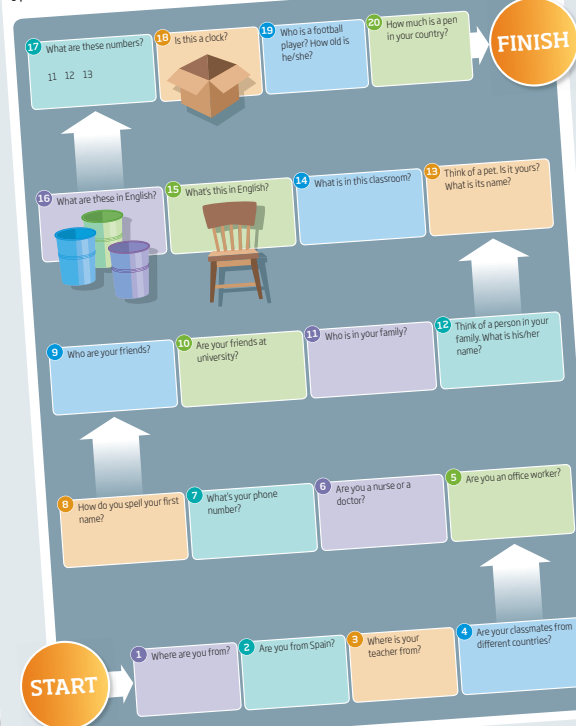 17 What are these numbers?
11 12 13
18 Is this a clock?
19 Who is a football
player? How old is
he/she?
20 How much is a pen
in your country?
FINISH
16 What are these in English?
15 What's this in English?
14 What is in this classroom?
13 Think of a pet. Is it yours?
What is its name?
9 Who are your friends?
10 Are your friends at
university?
11 Who is in your family?
12 Think of a person in your
family. What is his/her
name?
8 How do you spell your first
name?
7 What's your phone
number?
6 Are you a nurse or a
doctor?
5 Are you an office worker?
START
1 Where are you from?
2 Are you from Spain?
3 Where is your
teacher from?
4 Are your classmates from
different countries?